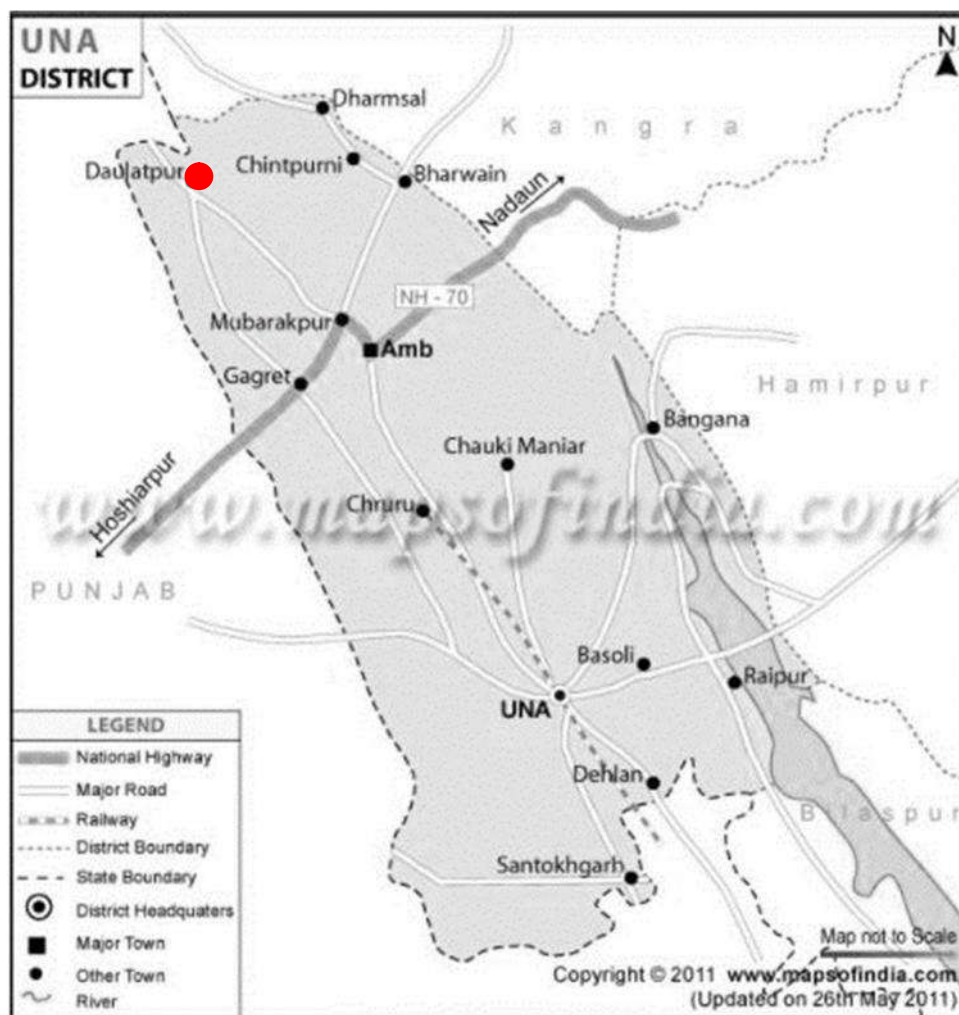 UNA
DISTRICT
N
Dharmsal
Kangra
Chintpurni
Daulatpur
Bharwain
Nadaun
NH - 70
Mubarakpur
Amb
Gagret
Hamirpur
Bangana
Chauki Maniar
Hoshiarpur
Chruru
www.mapsofindia.com
PUNJAB
Basoli
Raipur
UNA
Dehlan
Bilaspur
Santokhgarh
LEGEND
National Highway
Major Road
Railway
District Boundary
State Boundary
District Headquaters
Major Town
Other Town
River
Map not to Scale
Copyright © 2011 www.mapsofindia.com
(Updated on 26th May 2011)